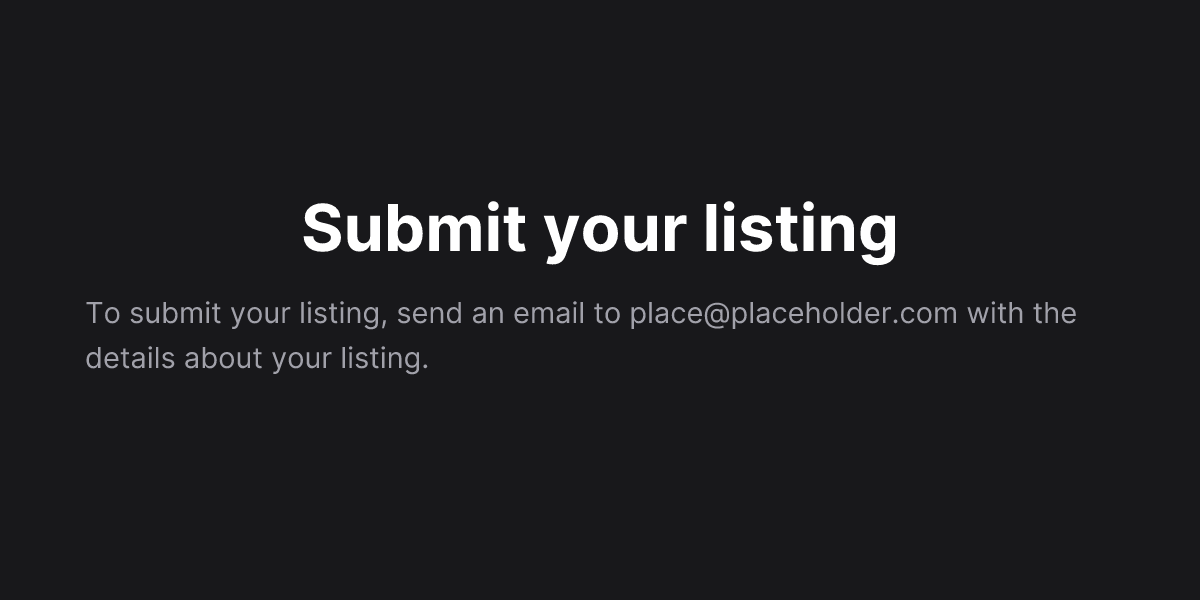 Submit your listing
To submit your listing, send an email to place@placeholder.com with the
details about your listing.